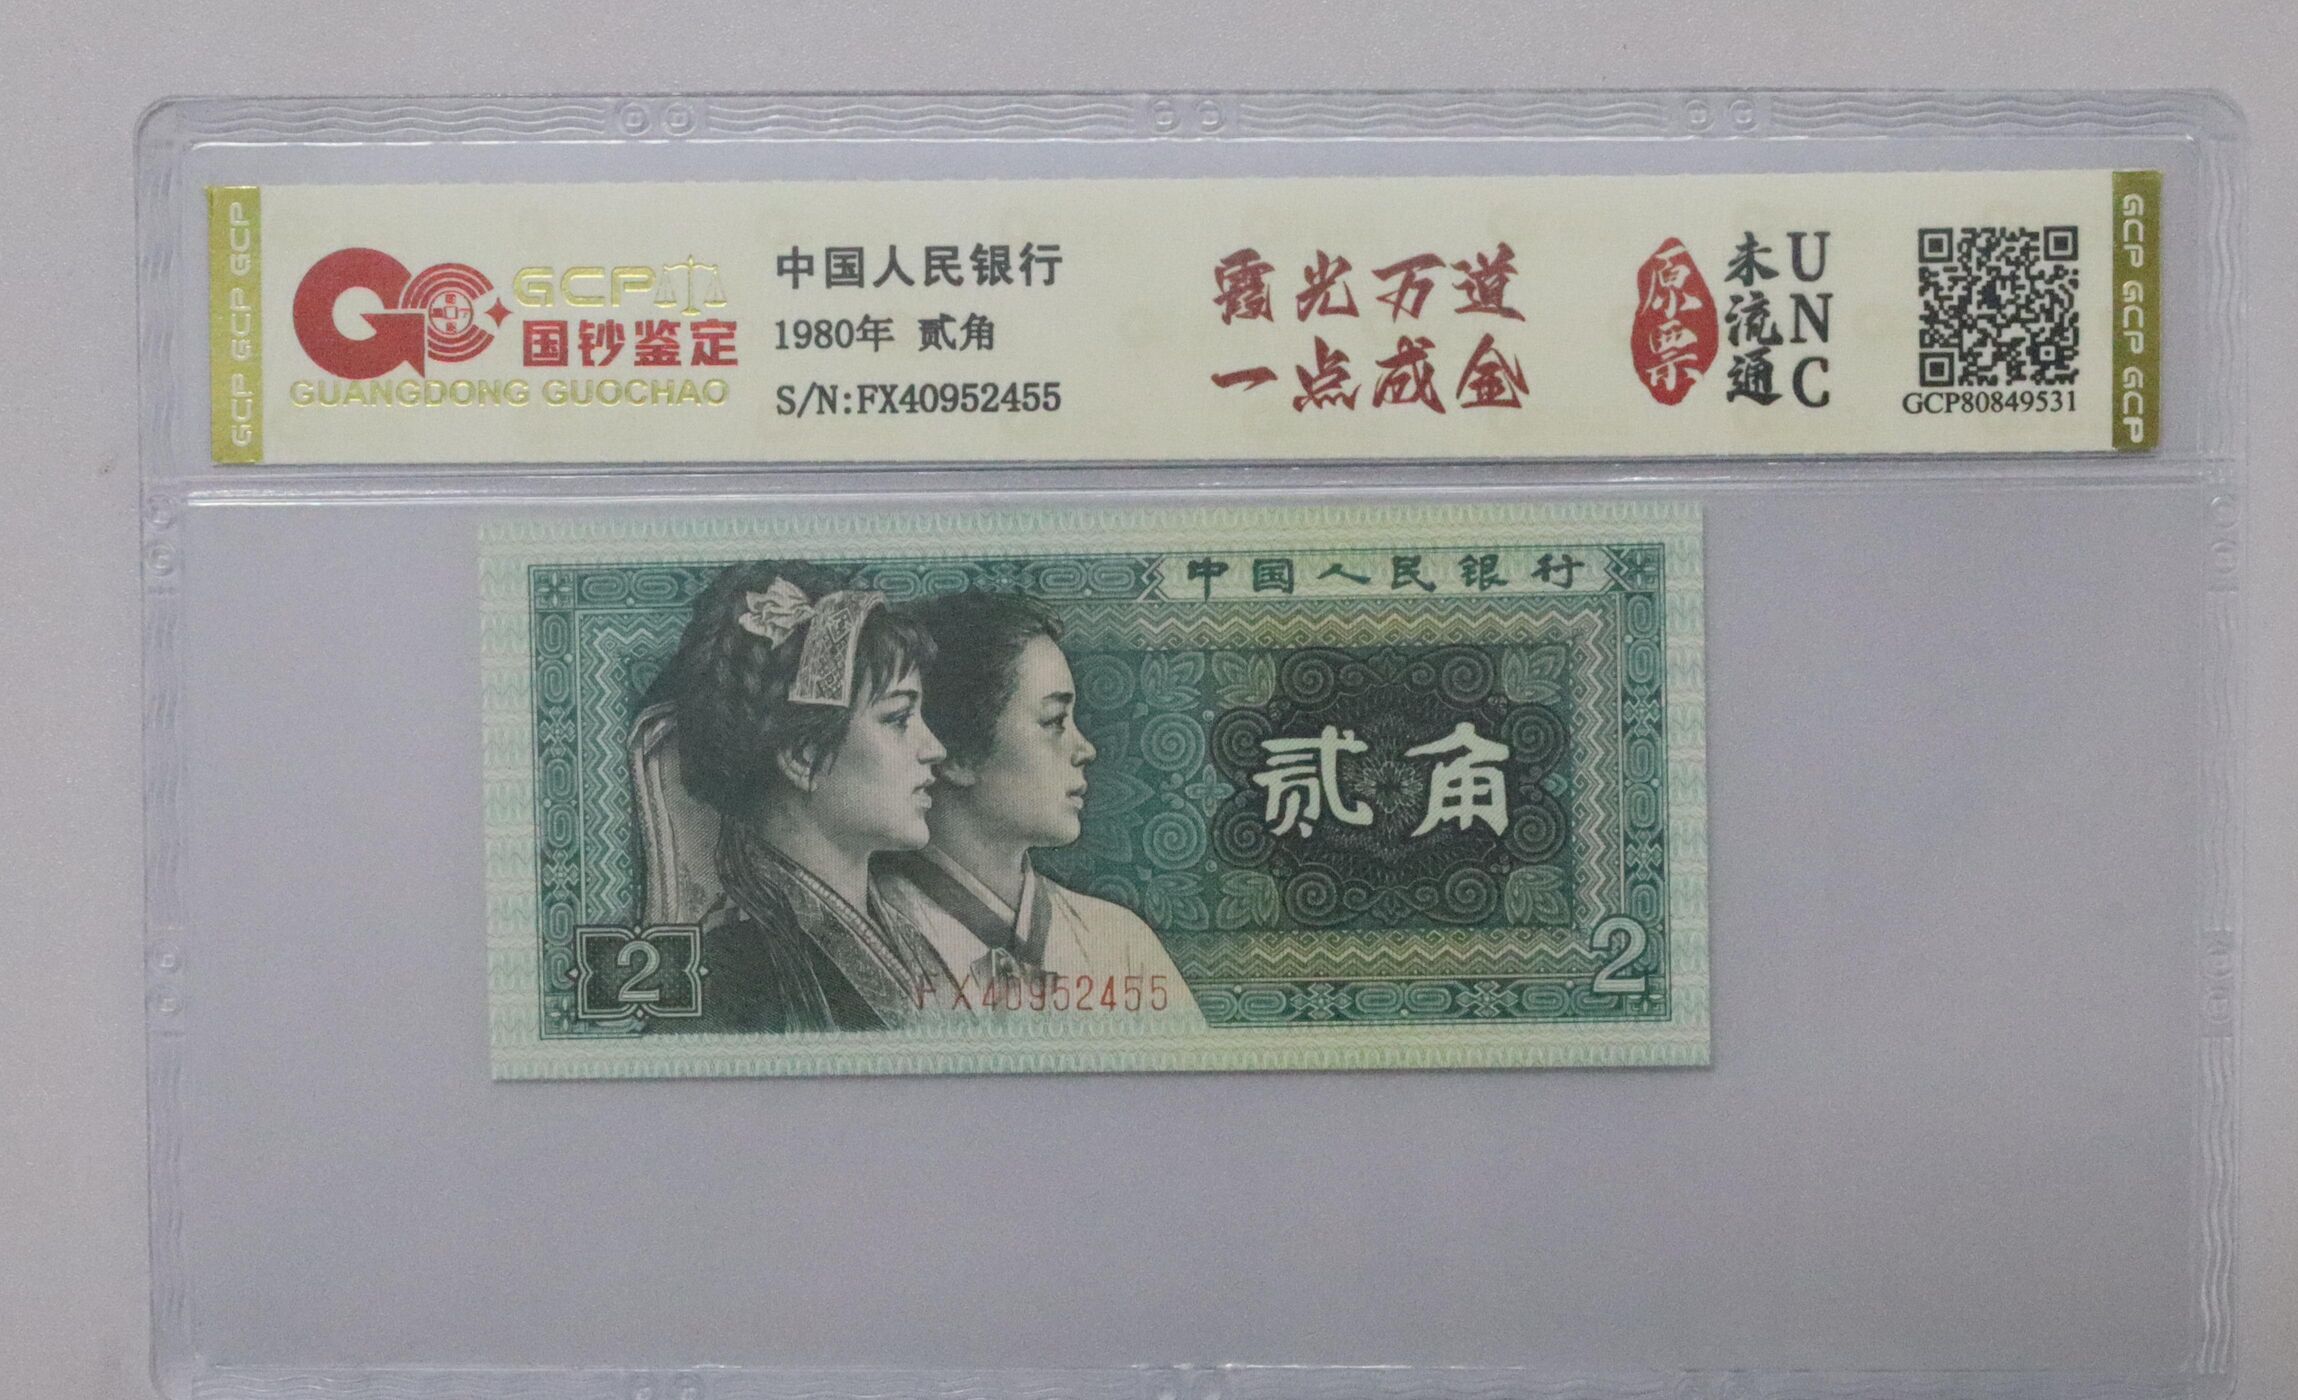 GCP GCP GCP
GCP
国钞鉴定
GUANGDONG GUOCHAO
中国人民银行
1980年 贰角
S/N:FX40952455
霞光万道
一点成金
原票
未流通
UNC
GCP80849531
GCP GCP GCP
中国人民银行
贰角
2
2
FX40952455